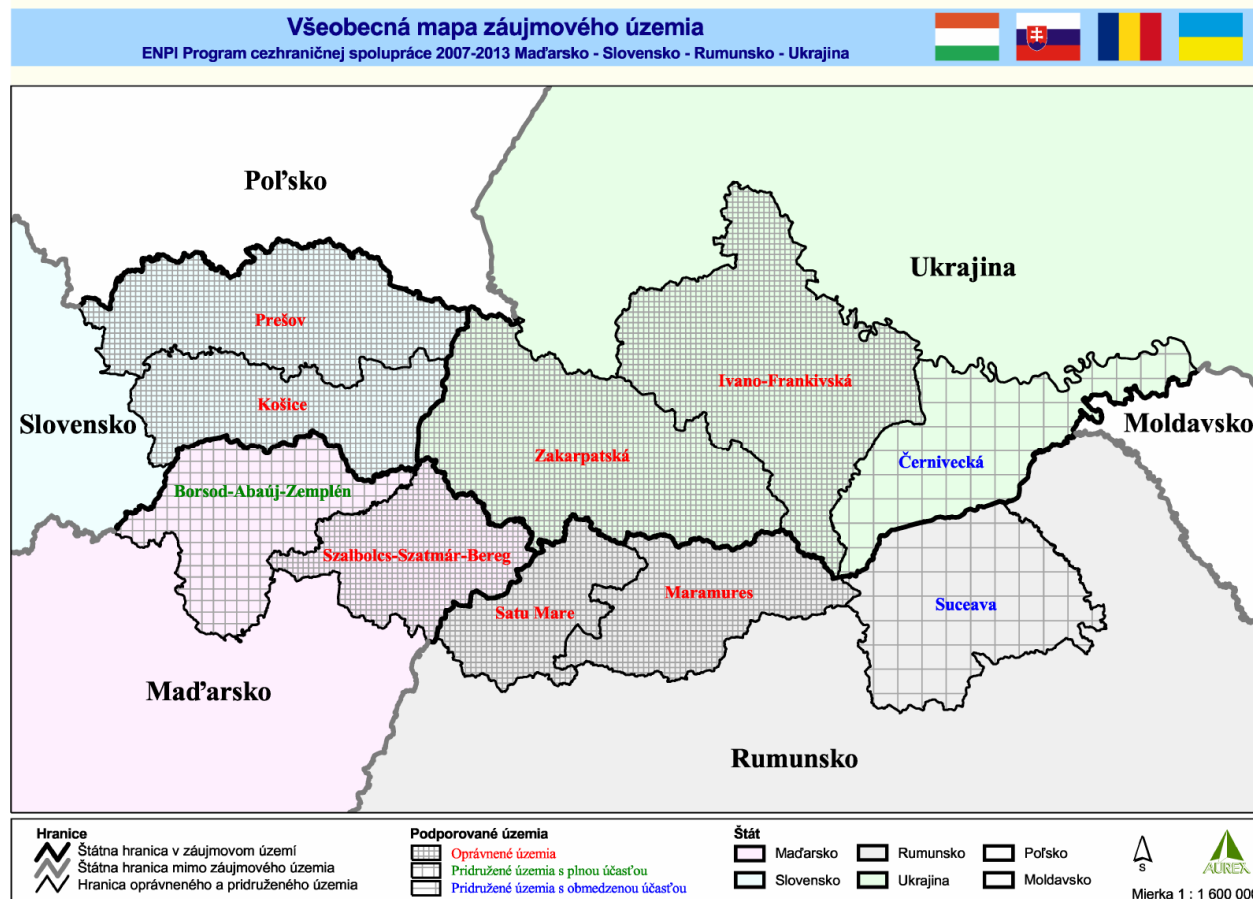 Všeobecná mapa záujmového územia
ENPI Program cezhraničnej spolupráce 2007-2013 Maďarsko - Slovensko - Rumunsko - Ukrajina
Poľsko
Ukrajina
Prešov
Ivano-Frankivská
Košice
Slovensko
Moldavsko
Zakarpatská
Černivecká
Borsod-Abaúj-Zemplén
Szalbolcs-Szatmár-Bereg
Satu Mare
Maramures
Suceava
Maďarsko
Rumunsko
Hranice
Štátna hranica v záujmovom území
Štátna hranica mimo záujmového územia
Hranica oprávneného a pridruženého územia
Podporované územia
Oprávnené územia
Pridružené územia s plnou účasťou
Pridružené územia s obmedzenou účasťou
Štát
Maďarsko
Rumunsko
Poľsko
Slovensko
Ukrajina
Moldavsko
S
AUREX
Mierka 1 : 1 600 000